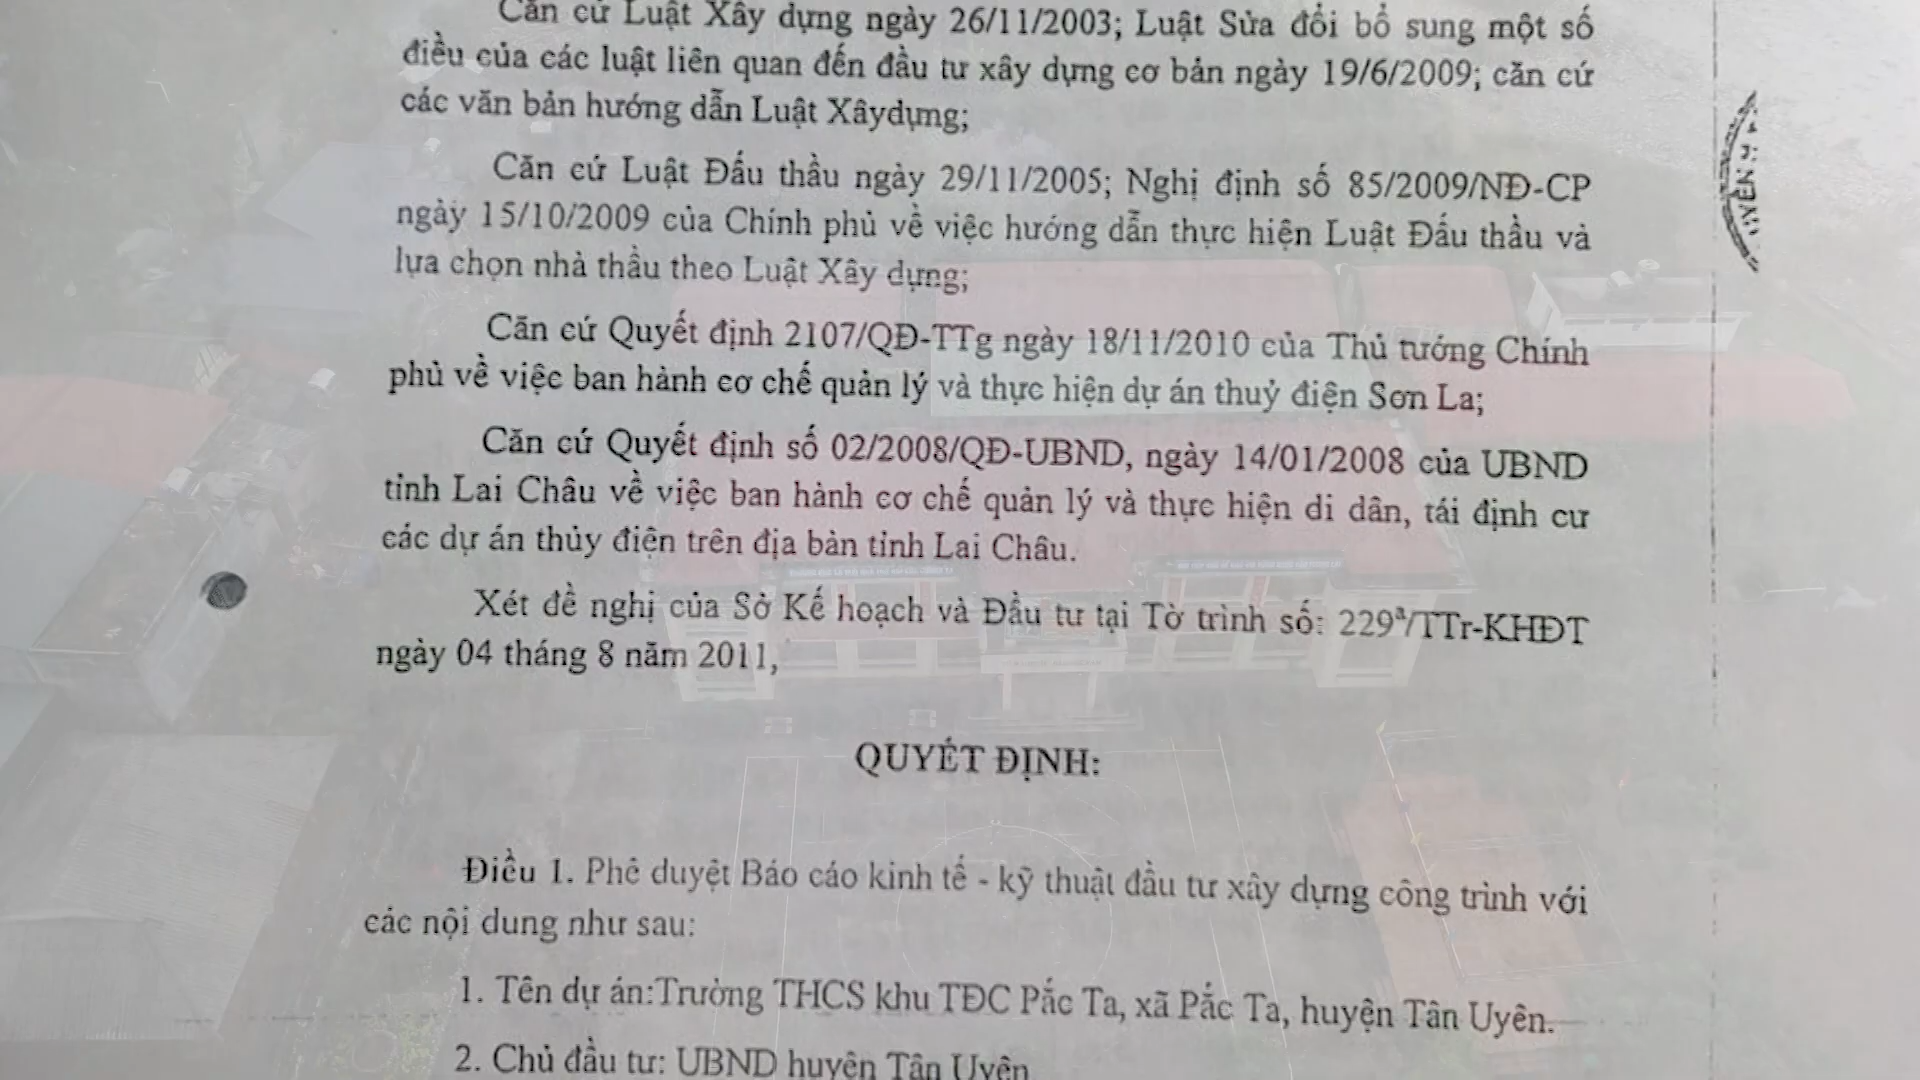 Căn cứ Luật Xây dựng ngày 26/11/2003; Luật Sửa đổi bổ sung một số
điều của các luật liên quan đến đầu tư xây dựng cơ bản ngày 19/6/2009; căn cứ
các văn bản hướng dẫn Luật Xâydựng;
Căn cứ Luật Đấu thầu ngày 29/11/2005; Nghị định số 85/2009/NĐ-CP
ngày 15/10/2009 của Chính phủ về việc hướng dẫn thực hiện Luật Đấu thầu và
lựa chọn nhà thầu theo Luật Xây dựng;
Căn cứ Quyết định 2107/QĐ-TTg ngày 18/11/2010 của Thủ tướng Chính
phủ về việc ban hành cơ chế quản lý và thực hiện dự án thuỷ điện Sơn La;
Căn cứ Quyết định số 02/2008/QĐ-UBND, ngày 14/01/2008 của UBND
tỉnh Lai Châu về việc ban hành cơ chế quản lý và thực hiện di dân, tái định cư
các dự án thủy điện trên địa bàn tỉnh Lai Châu.
Xét đề nghị của Sở Kế hoạch và Đầu tư tại Tờ trình số: 229ª/TTr-KHĐT
ngày 04 tháng 8 năm 2011,
QUYẾT ĐỊNH:
Điều 1. Phê duyệt Báo cáo kinh tế - kỹ thuật đầu tư xây dựng công trình với
các nội dung như sau:
1. Tên dự án:Trường THCS khu TĐC Pắc Ta, xã Pắc Ta, huyện Tân Uyên.
2. Chủ đầu tư: UBND huyện Tân Uyên